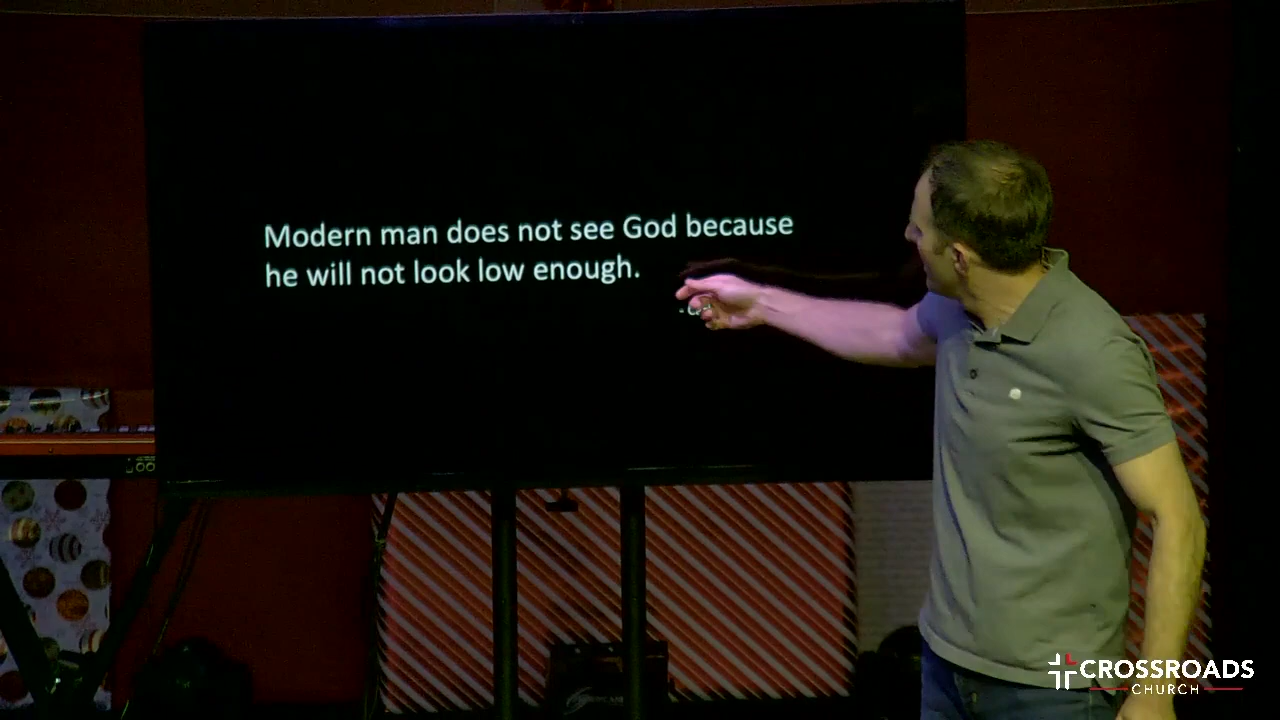 Modern man does not see God because
he will not look low enough.
CROSSROADS
CHURCH